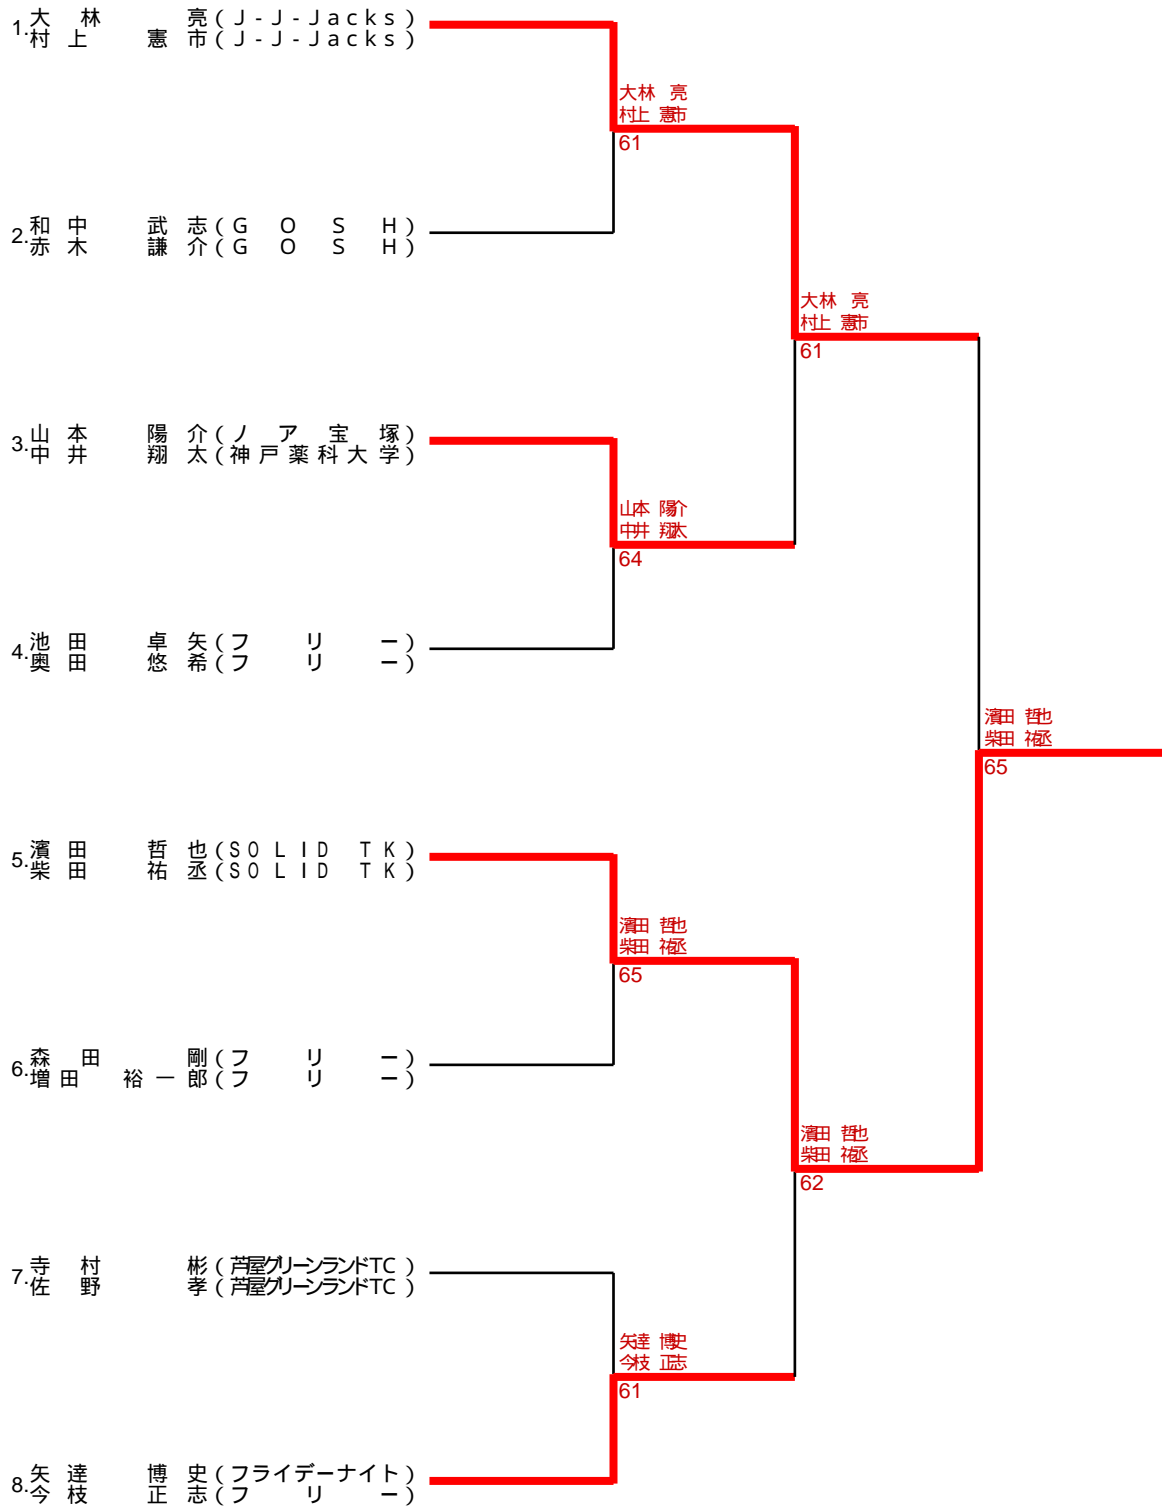 1.大林 亮(J-J-Jacks)
村上 憲市(J-J-Jacks)
大林 亮
村上 憲市
61
2.和中 武志(GOSH)
赤木 謙介(GOSH)
大林 亮
村上 憲市
61
3.山本 陽介(ノア宝塚)
中井 翔太(神戸薬科大学)
山本 陽介
中井 翔太
64
4.池田 卓矢(フリー)
奥田 悠希(フリー)
濱田 哲也
柴田 祐丞
65
5.濱田 哲也(SOLID TK)
柴田 祐丞(SOLID TK)
濱田 哲也
柴田 祐丞
65
6.森田 剛(フリー)
増田 裕一郎(フリー)
濱田 哲也
柴田 祐丞
62
7.寺村 彬(芦屋グリーンランドTC)
佐野 孝(芦屋グリーンランドTC)
矢達 博史
今枝 正志
61
8.矢達 博史(フライデーナイト)
今枝 正志(フリー)